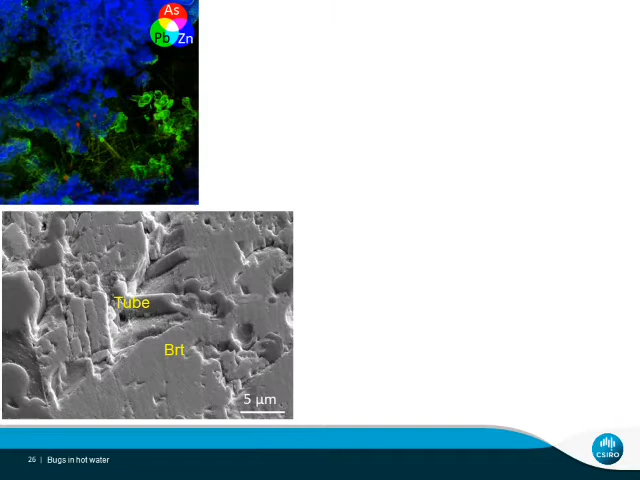 As
Pb Zn
Tube
Brt
5 µm
26 | Bugs in hot water
CSIRO